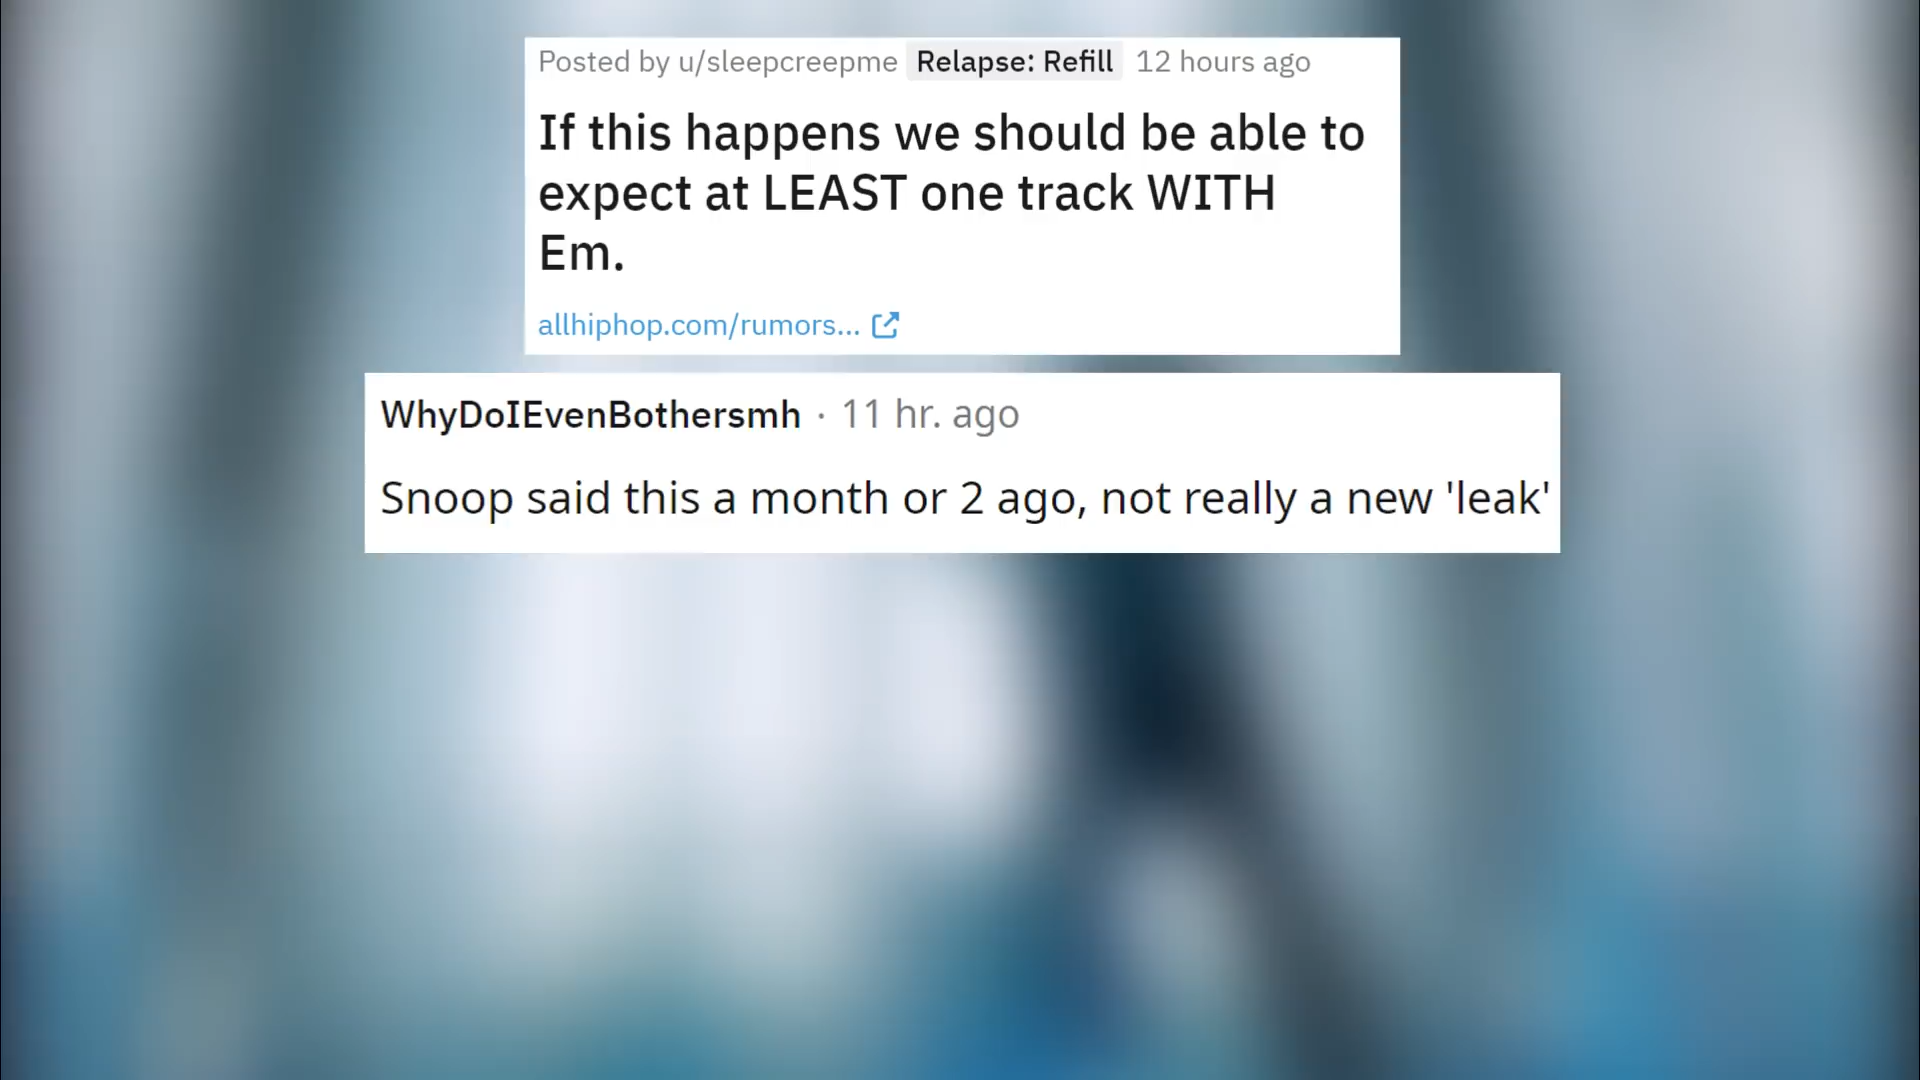 Posted by u/sleepcreepme Relapse: Refill 12 hours ago
If this happens we should be able to
expect at LEAST one track WITH
Em.
allhiphop.com/rumors...
WhyDoIEvenBothersmh · 11 hr. ago
Snoop said this a month or 2 ago, not really a new 'leak'